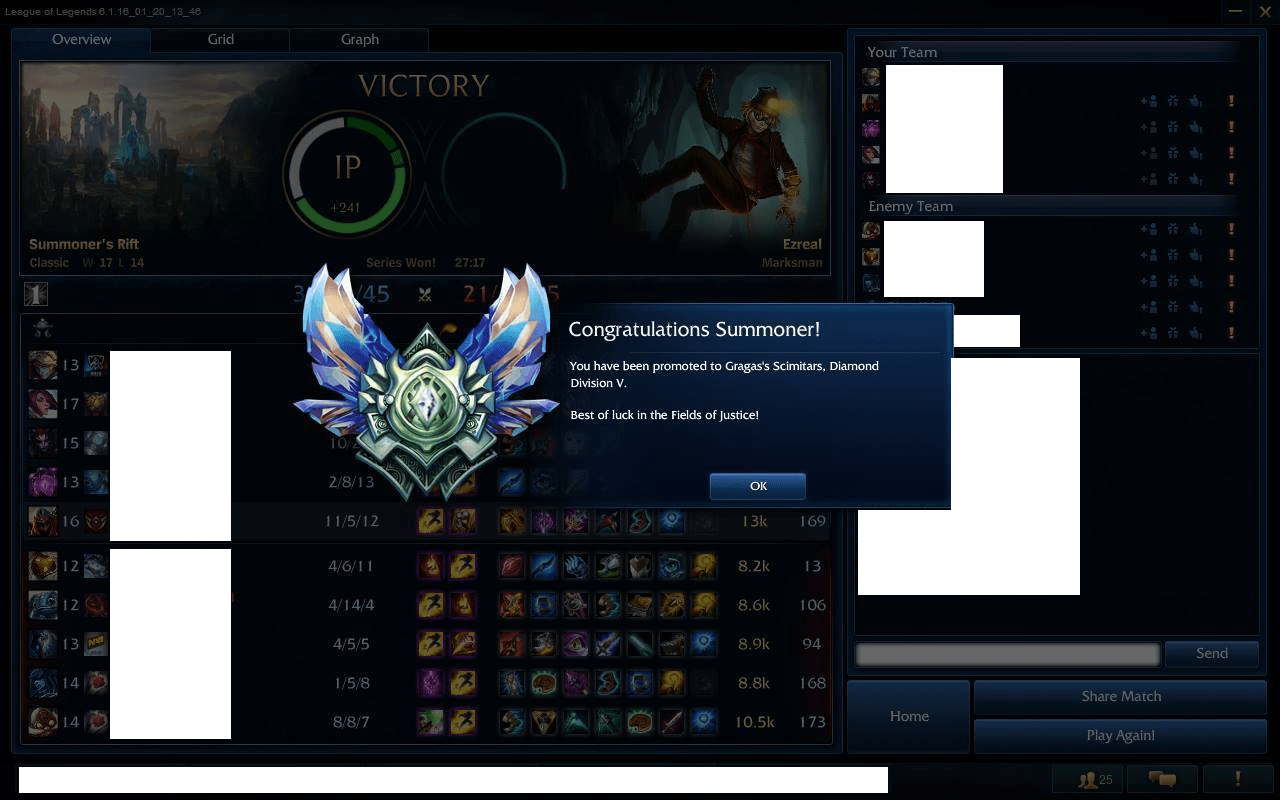 League of Legends 6.1.16_01_20_13_46
Overview
Grid
Graph
VICTORY
IP
+241
Summoner's Rift
Classic W 17 L 14
Series Won! 27:17
Ezreal
Marksman
1
45
21
5
13
17
15
10/2
13
2/8/13
16
11/5/12
13k
169
12
4/6/11
8.2k
13
12
4/14/4
8.6k
106
13
4/5/5
8.9k
94
14
1/5/8
8.8k
168
14
8/8/7
10.5k
173
Congratulations Summoner!
You have been promoted to Gragas's Scimitars, Diamond
Division V.
Best of luck in the Fields of Justice!
OK
Your Team
Enemy Team
Send
Home
Share Match
Play Again!
25